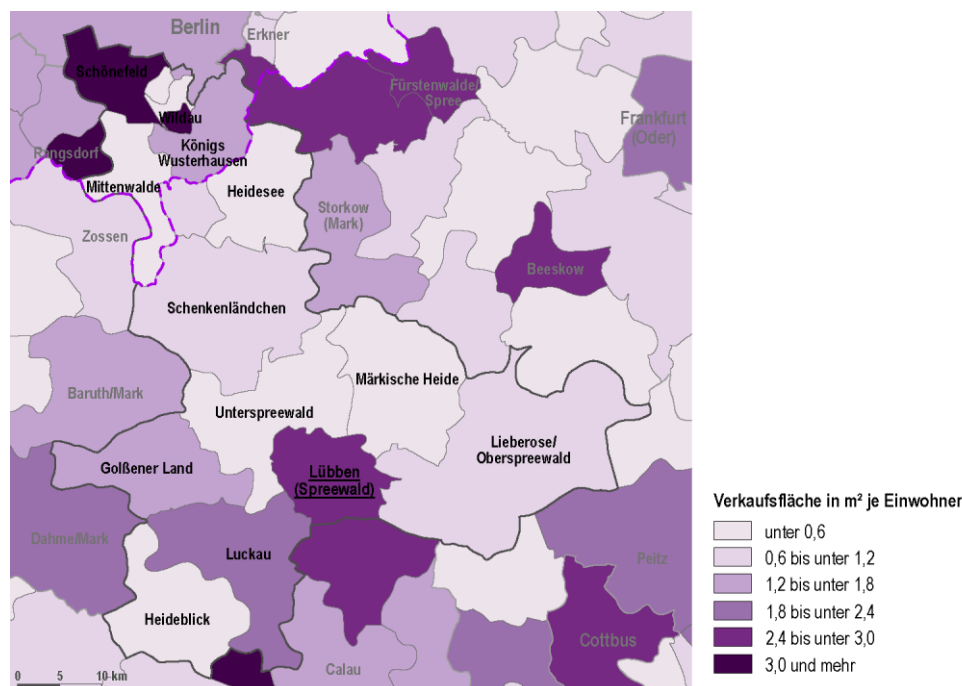 Berlin
Erkner
Schönefeld
Fürstenwalde/
Spree
Wildau
Frankfurt
(Oder)
Rangsdorf
Königs
Wusterhausen
Mittenwalde
Heidesee
Storkow
(Mark)
Zossen
Beeskow
Schenkenländchen
Märkische Heide
Baruth/Mark
Unterspreewald
Lieberose/
Oberspreewald
Golßener Land
Lübben
(Spreewald)
Dahme/Mark
Luckau
Peitz
Heideblick
Cottbus
Calau
0 5 10 km
Verkaufsfläche in m² je Einwohner
unter 0,6
0,6 bis unter 1,2
1,2 bis unter 1,8
1,8 bis unter 2,4
2,4 bis unter 3,0
3,0 und mehr